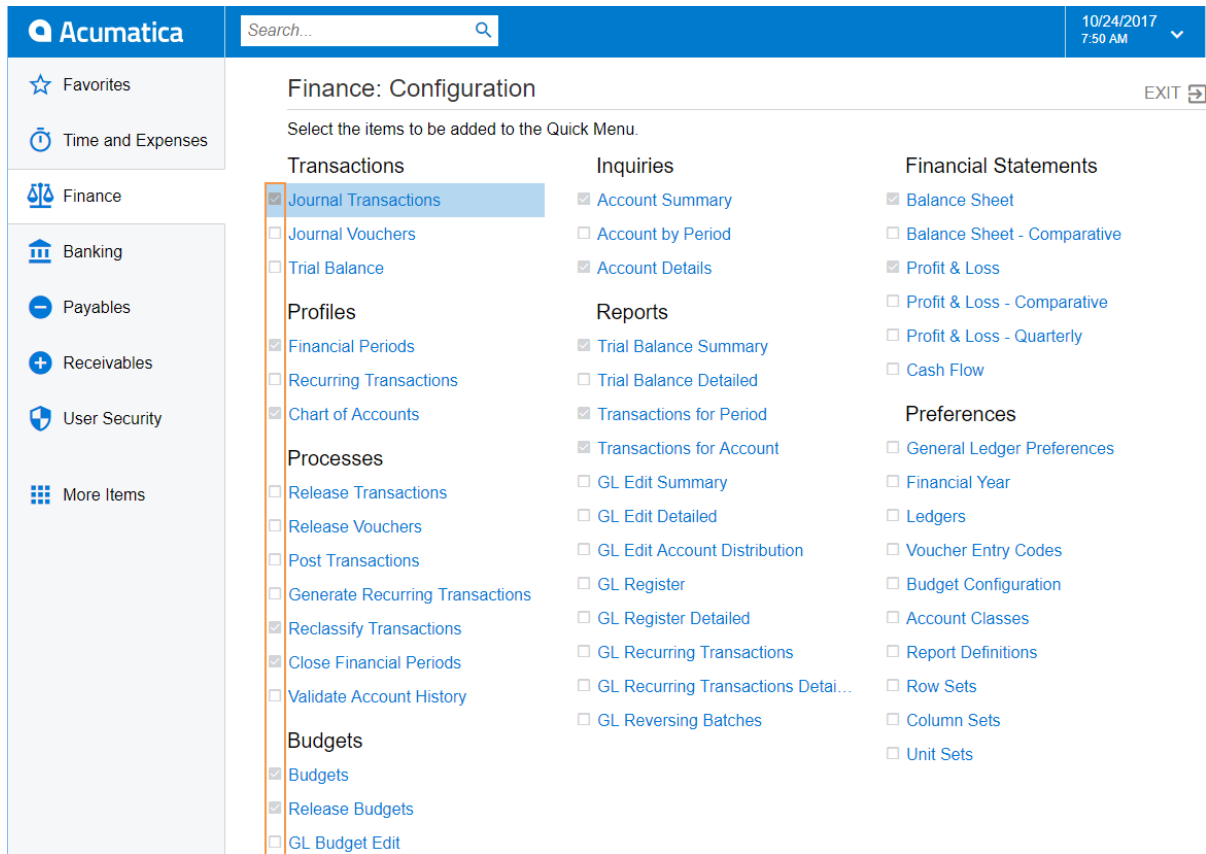 Acumatica
Search...
10/24/2017
7:50 AM
Favorites
Time and Expenses
Finance
Banking
Payables
Receivables
User Security
More Items
Finance: Configuration
EXIT
Select the items to be added to the Quick Menu.
Transactions
Journal Transactions
Journal Vouchers
Trial Balance
Profiles
Financial Periods
Recurring Transactions
Chart of Accounts
Processes
Release Transactions
Release Vouchers
Post Transactions
Generate Recurring Transactions
Reclassify Transactions
Close Financial Periods
Validate Account History
Budgets
Budgets
Release Budgets
GL Budget Edit
Inquiries
Account Summary
Account by Period
Account Details
Reports
Trial Balance Summary
Trial Balance Detailed
Transactions for Period
Transactions for Account
GL Edit Summary
GL Edit Detailed
GL Edit Account Distribution
GL Register
GL Register Detailed
GL Recurring Transactions
GL Recurring Transactions Detai...
GL Reversing Batches
Financial Statements
Balance Sheet
Balance Sheet - Comparative
Profit & Loss
Profit & Loss - Comparative
Profit & Loss - Quarterly
Cash Flow
Preferences
General Ledger Preferences
Financial Year
Ledgers
Voucher Entry Codes
Budget Configuration
Account Classes
Report Definitions
Row Sets
Column Sets
Unit Sets